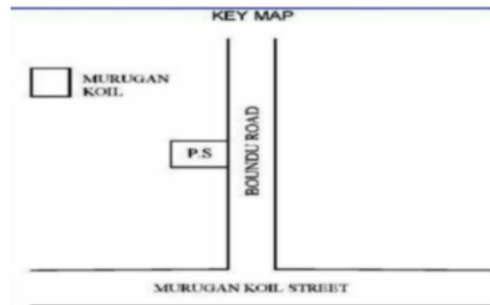 KEY MAP
MURUGAN
KOIL
P.S
BOUNDU ROAD
MURUGAN KOIL STREET